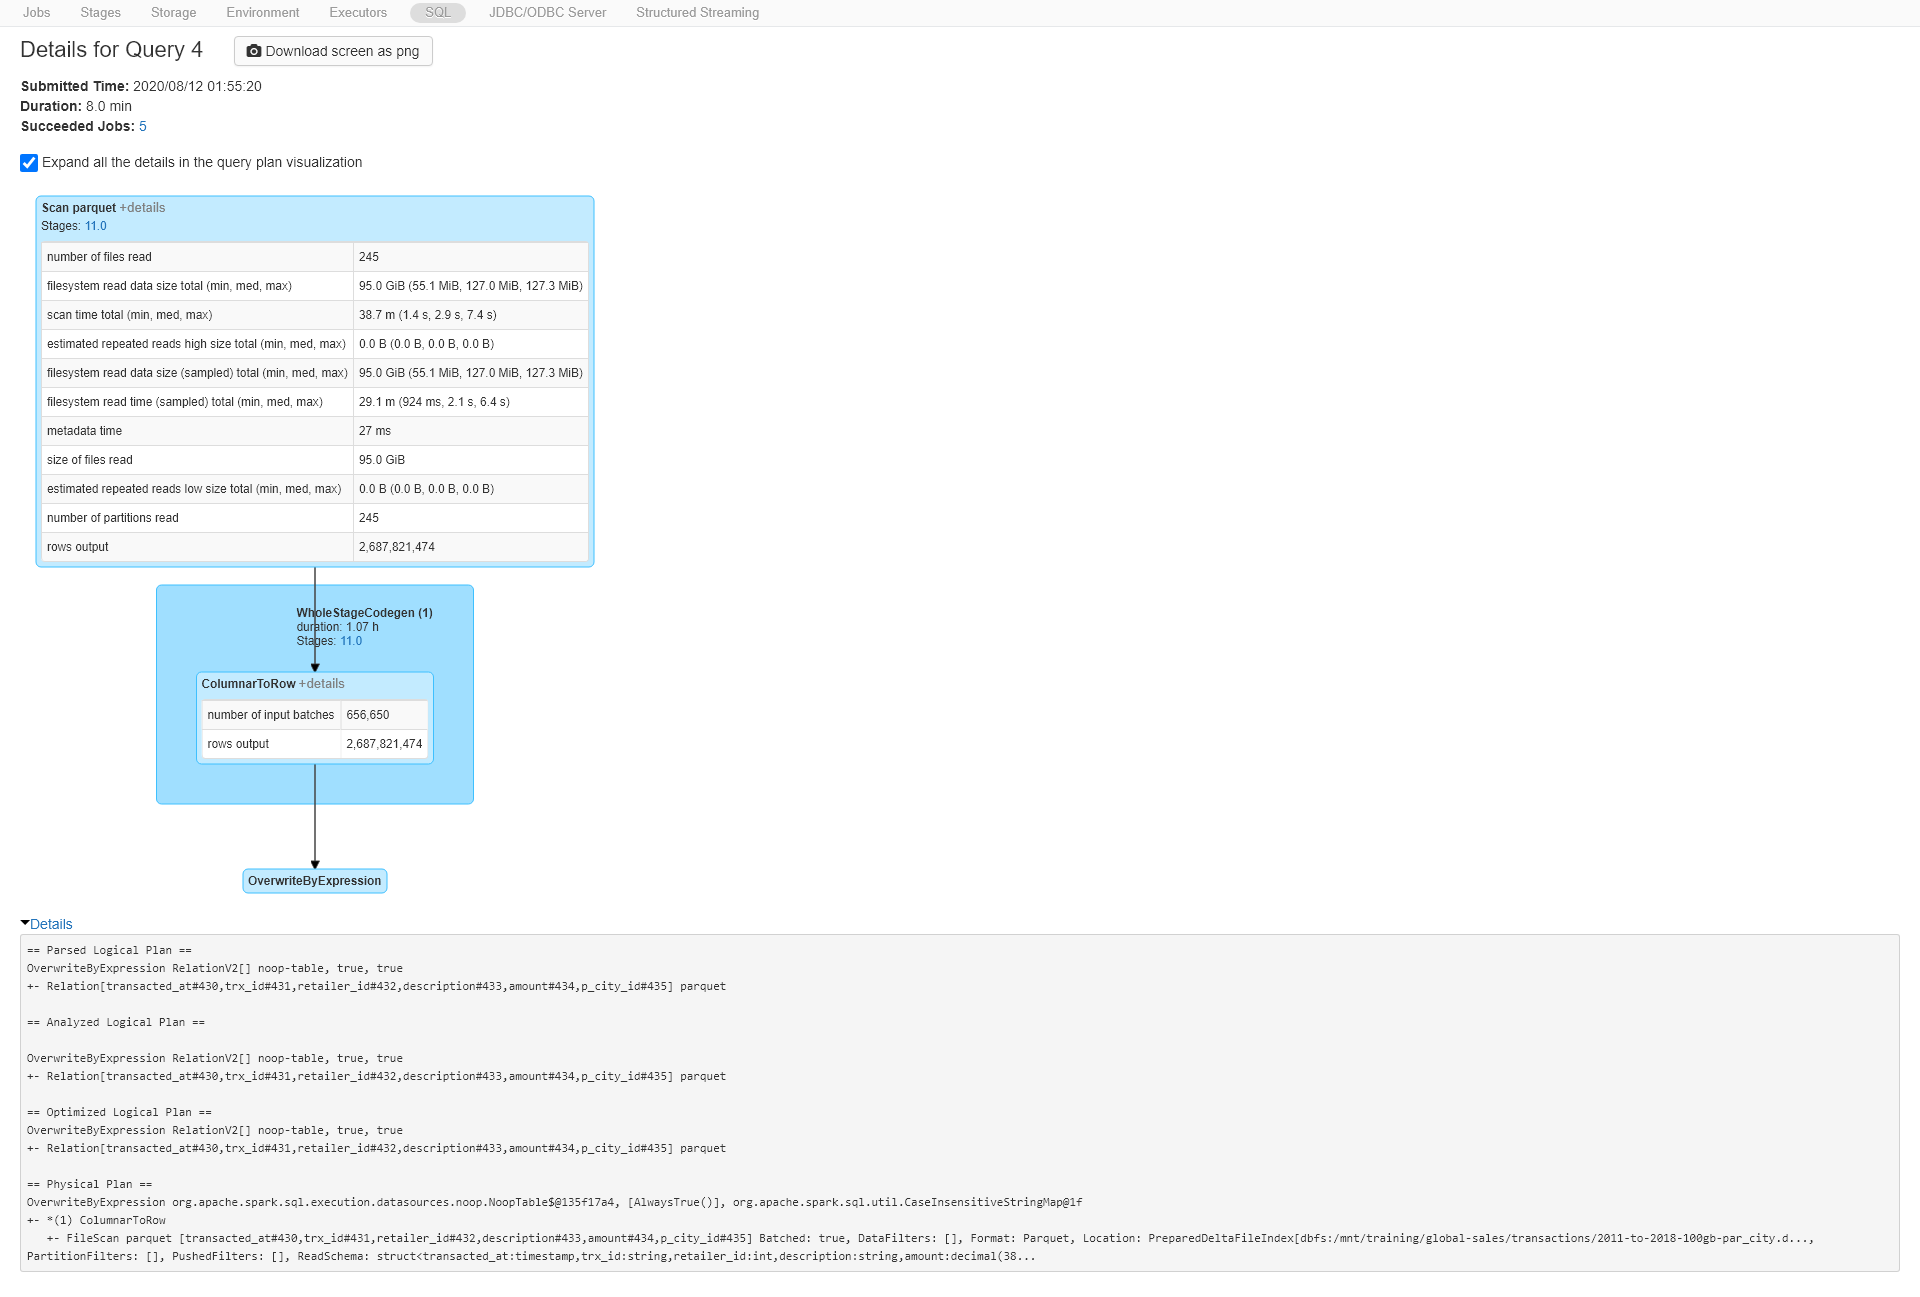 Jobs Stages Storage Environment Executors SQL JDBC/ODBC Server Structured Streaming
Details for Query 4 Download screen as png
Submitted Time: 2020/08/12 01:55:20
Duration: 8.0 min
Succeeded Jobs: 5
Expand all the details in the query plan visualization
Scan parquet +details
Stages: 11.0
number of files read 245
filesystem read data size total (min, med, max) 95.0 GiB (55.1 MiB, 127.0 MiB, 127.3 MiB)
scan time total (min, med, max) 38.7 m (1.4 s, 2.9 s, 7.4 s)
estimated repeated reads high size total (min, med, max) 0.0 B (0.0 B, 0.0 B, 0.0 B)
filesystem read data size (sampled) total (min, med, max) 95.0 GiB (55.1 MiB, 127.0 MiB, 127.3 MiB)
filesystem read time (sampled) total (min, med, max) 29.1 m (924 ms, 2.1 s, 6.4 s)
metadata time 27 ms
size of files read 95.0 GiB
estimated repeated reads low size total (min, med, max) 0.0 B (0.0 B, 0.0 B, 0.0 B)
number of partitions read 245
rows output 2,687,821,474
WholeStageCodegen (1)
duration: 1.07 h
Stages: 11.0
ColumnarToRow +details
number of input batches 656,650
rows output 2,687,821,474
OverwriteByExpression
Details
== Parsed Logical Plan ==
OverwriteByExpression RelationV2[] noop-table, true, true
+- Relation[transacted_at#430,trx_id#431,retailer_id#432,description#433,amount#434,p_city_id#435] parquet
== Analyzed Logical Plan ==
OverwriteByExpression RelationV2[] noop-table, true, true
+- Relation[transacted_at#430,trx_id#431,retailer_id#432,description#433,amount#434,p_city_id#435] parquet
== Optimized Logical Plan ==
OverwriteByExpression RelationV2[] noop-table, true, true
+- Relation[transacted_at#430,trx_id#431,retailer_id#432,description#433,amount#434,p_city_id#435] parquet
== Physical Plan ==
OverwriteByExpression org.apache.spark.sql.execution.datasources.noop.NoopTable$@135f17a4, [AlwaysTrue()], org.apache.spark.sql.util.CaseInsensitiveStringMap@1f
+- *(1) ColumnarToRow
+- FileScan parquet [transacted_at#430,trx_id#431,retailer_id#432,description#433,amount#434,p_city_id#435] Batched: true, DataFilters: [], Format: Parquet, Location: PreparedDeltaFileIndex[dbfs:/mnt/training/global-sales/transactions/2011-to-2018-100gb-par_city.d...,
PartitionFilters: [], PushedFilters: [], ReadSchema: struct<transacted_at:timestamp,trx_id:string,retailer_id:int,description:string,amount:decimal(38...